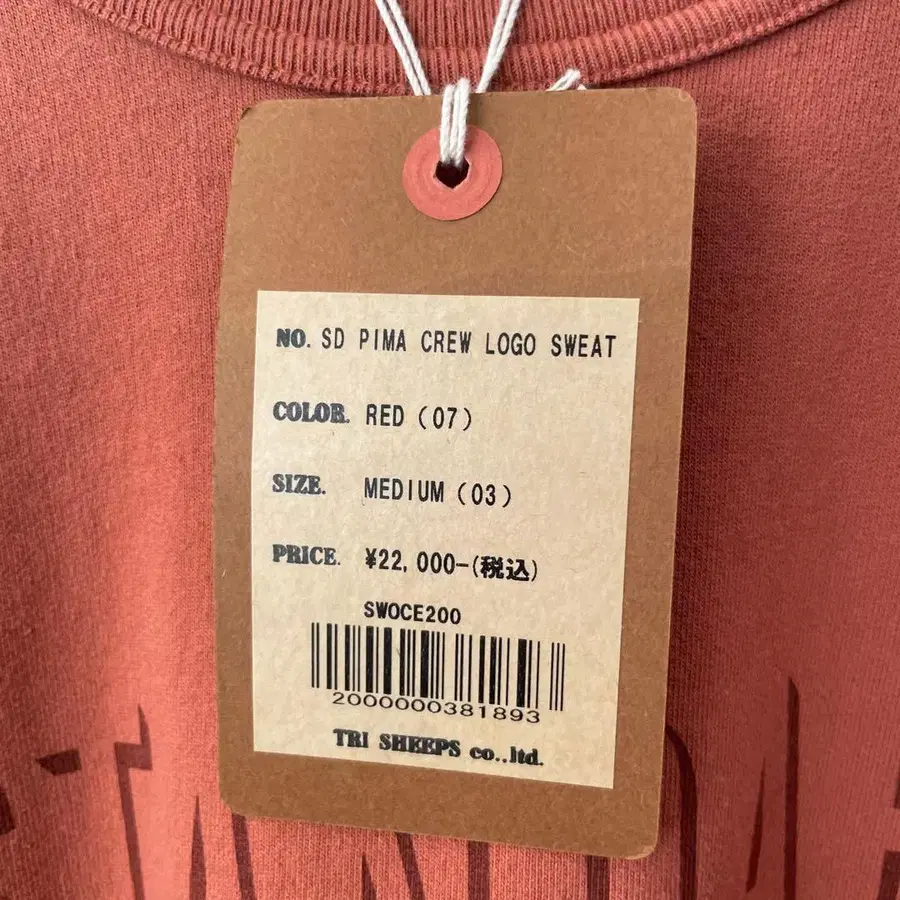 NO. SD PIMA CREW LOGO SWEAT
COLOR. RED (07)
SIZE. MEDIUM (03)
PRICE. ¥22,000-(税込)
SWOCE200
2000000381893
TRI SHEEPS co.,ltd.